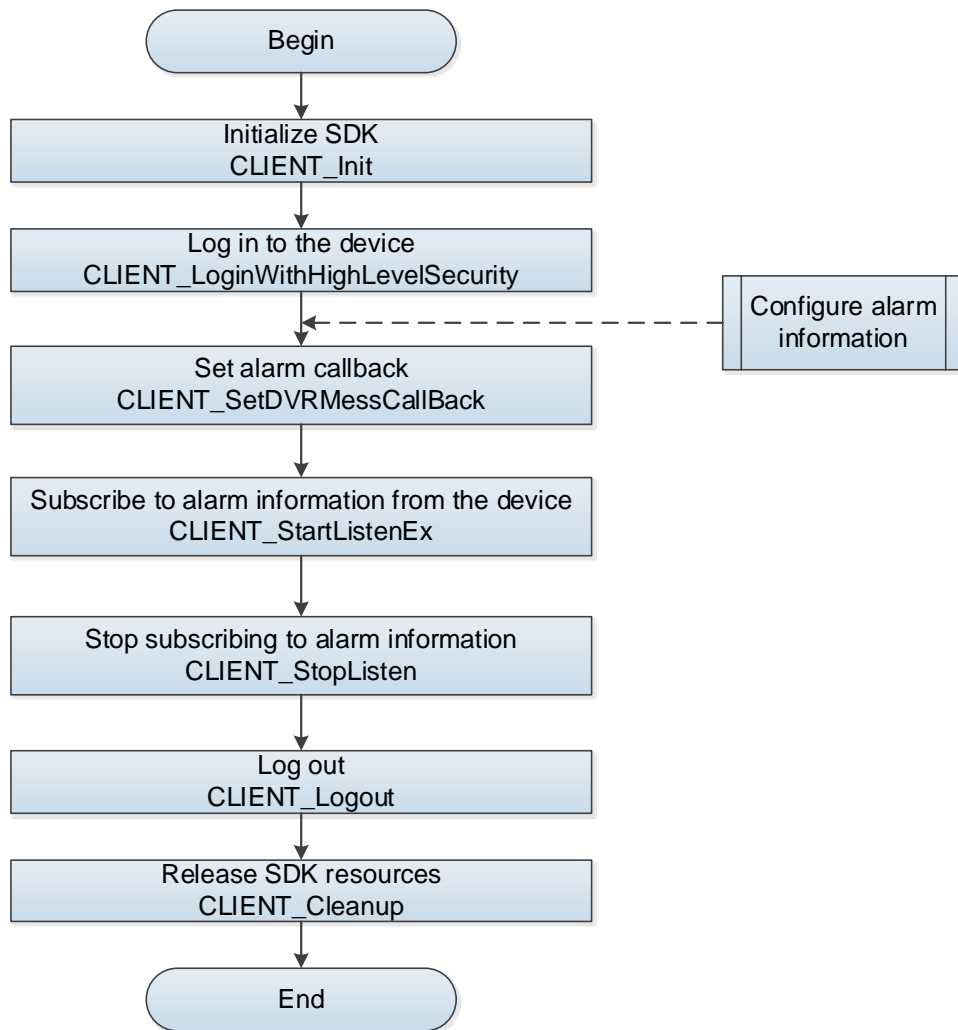 Begin
Initialize SDK
CLIENT_Init
Log in to the device
CLIENT_LoginWithHighLevelSecurity
Configure alarm
information
Set alarm callback
CLIENT_SetDVRMessCallBack
Subscribe to alarm information from the device
CLIENT_StartListenEx
Stop subscribing to alarm information
CLIENT_StopListen
Log out
CLIENT_Logout
Release SDK resources
CLIENT_Cleanup
End